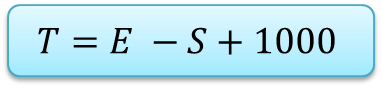 T = E − S + 1000